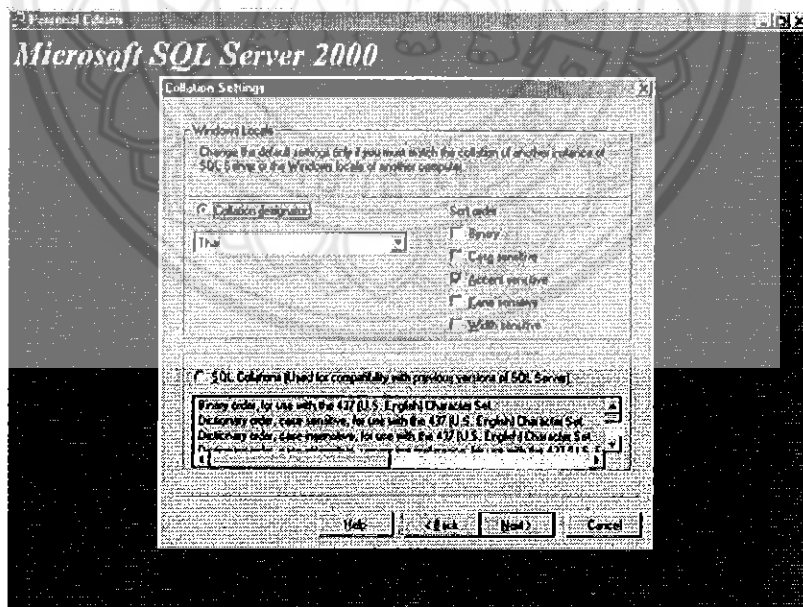 Personal Edition
Microsoft SQL Server 2000
Collation Settings
Windows Locale
Change the default settings only if you must match the collation of another instance of
SQL Server or the Windows locale of another computer.
Collation designator
Sort order
Thai
Binary
Case sensitive
Accent sensitive
Kana sensitive
Width sensitive
SQL Collations (Used for compatibility with previous versions of SQL Server)
Binary order, for use with the 437 (U.S. English) Character Set
Dictionary order, case-sensitive, for use with the 437 (U.S. English) Character Set
Dictionary order, case-insensitive, for use with the 437 (U.S. English) Character Set
Help
< Back
Next >
Cancel